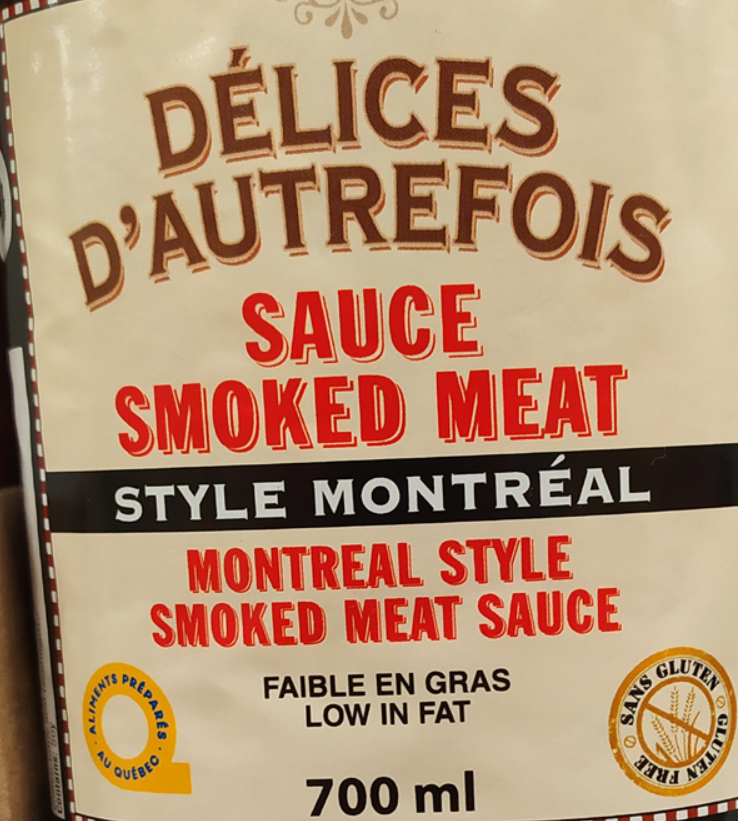 DÉLICES
D'AUTREFOIS
SAUCE
SMOKED MEAT
STYLE MONTRÉAL
MONTREAL STYLE
SMOKED MEAT SAUCE
FAIBLE EN GRAS
LOW IN FAT
700 ml
ALIMENTS PRÉPARÉS
AU QUÉBEC
SANS GLUTEN
GLUTEN FREE
Contains